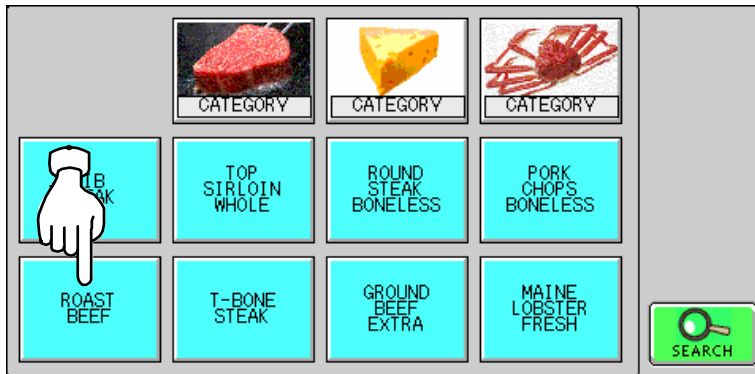 CATEGORY
CATEGORY
CATEGORY
TOP
SIRLOIN
WHOLE
ROUND
STEAK
BONELESS
PORK
CHOPS
BONELESS
ROAST
BEEF
T-BONE
STEAK
GROUND
BEEF
EXTRA
MAINE
LOBSTER
FRESH
SEARCH